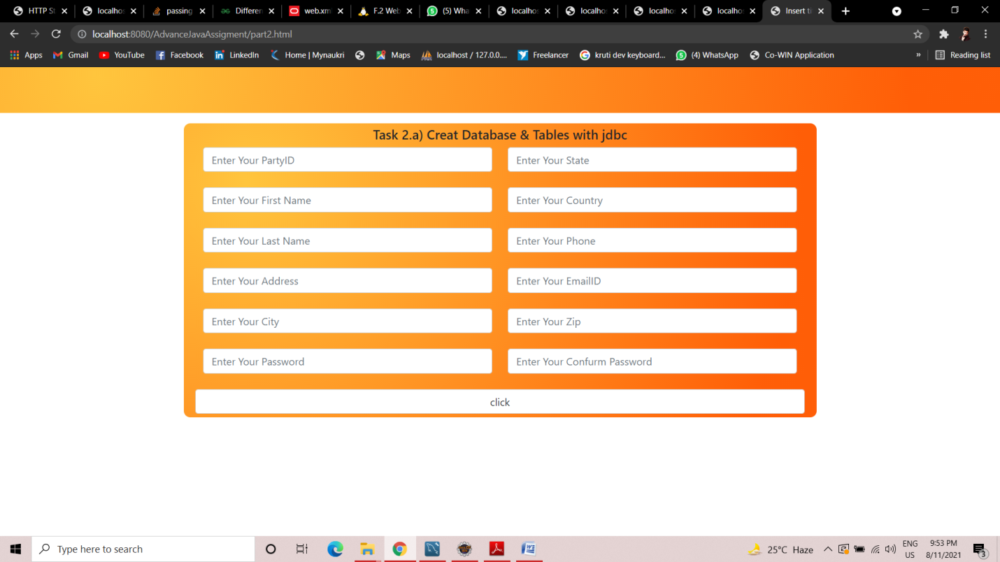 HTTP St
localhos
passing
Differen
web.xm
F.2 Web
(5) Wha
localhos
localhos
localhos
localhos
Insert ti
localhost:8080/AdvanceJavaAssigment/part2.html
Apps
Gmail
YouTube
Facebook
LinkedIn
Home | Mynaukri
Maps
localhost / 127.0.0....
Freelancer
kruti dev keyboard...
(4) WhatsApp
Co-WIN Application
»
Reading list
Task 2.a) Creat Database & Tables with jdbc
Enter Your PartyID
Enter Your State
Enter Your First Name
Enter Your Country
Enter Your Last Name
Enter Your Phone
Enter Your Address
Enter Your EmailID
Enter Your City
Enter Your Zip
Enter Your Password
Enter Your Confurm Password
click
Type here to search
25°C Haze
ENG
US
9:53 PM
8/11/2021
3